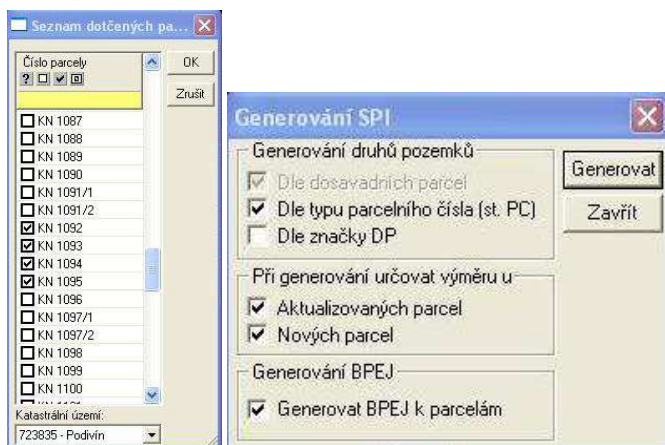 Seznam dotčených pa...
Číslo parcely
OK
Zrušit
KN 1087
KN 1088
KN 1089
KN 1090
KN 1091/1
KN 1091/2
KN 1092
KN 1093
KN 1094
KN 1095
KN 1096
KN 1097/1
KN 1097/2
KN 1098
KN 1099
KN 1100
Katastrální území:
723835 - Podivín
Generování SPI
Generování druhů pozemků
Dle dosavadních parcel
Dle typu parcelního čísla (st. PC)
Dle značky DP
Při generování určovat výměru u
Aktualizovaných parcel
Nových parcel
Generování BPEJ
Generovat BPEJ k parcelám
Generovat
Zavřít